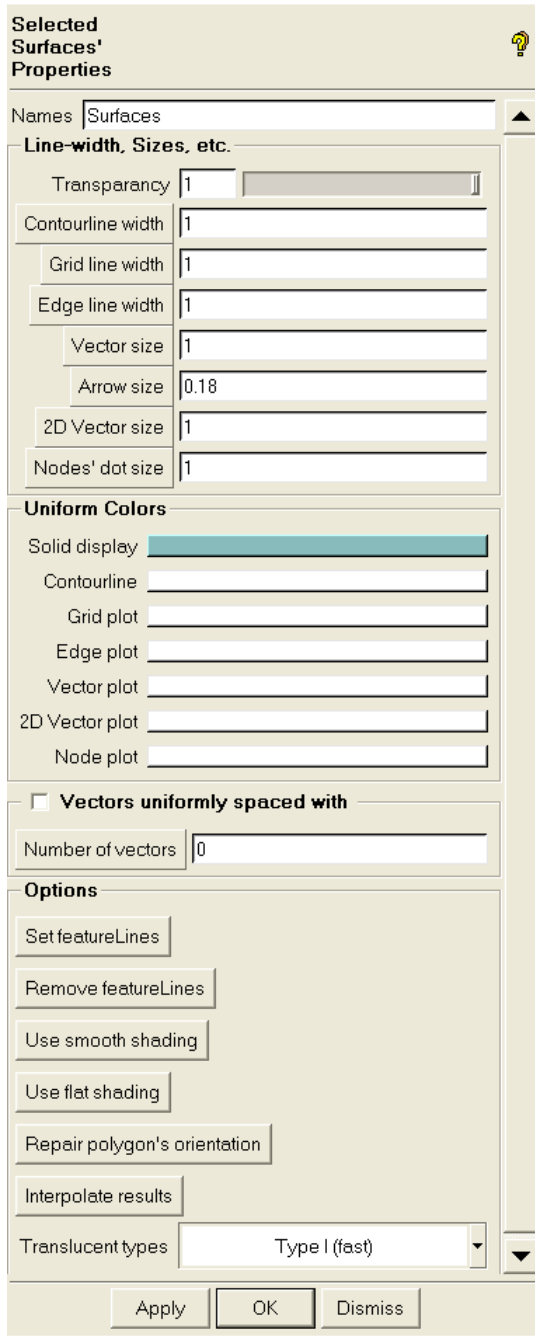 Selected
Surfaces'
Properties
Names Surfaces
Line-width, Sizes, etc.
Transparancy 1
Contourline width 1
Grid line width 1
Edge line width 1
Vector size 1
Arrow size 0.18
2D Vector size 1
Nodes' dot size 1
Uniform Colors
Solid display
Contourline
Grid plot
Edge plot
Vector plot
2D Vector plot
Node plot
Vectors uniformly spaced with
Number of vectors 0
Options
Set featureLines
Remove featureLines
Use smooth shading
Use flat shading
Repair polygon's orientation
Interpolate results
Translucent types Type I (fast)
Apply OK Dismiss